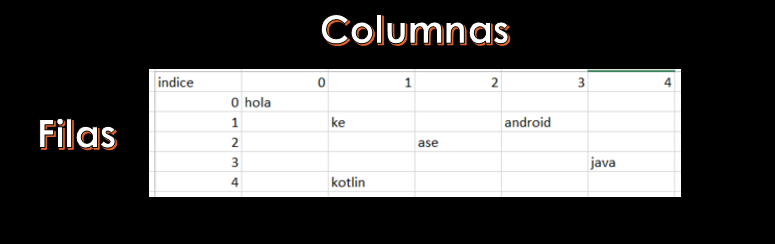 Columnas
Filas
indice 0 1 2 3 4
0 hola
1 ke android
2 ase
3 java
4 kotlin